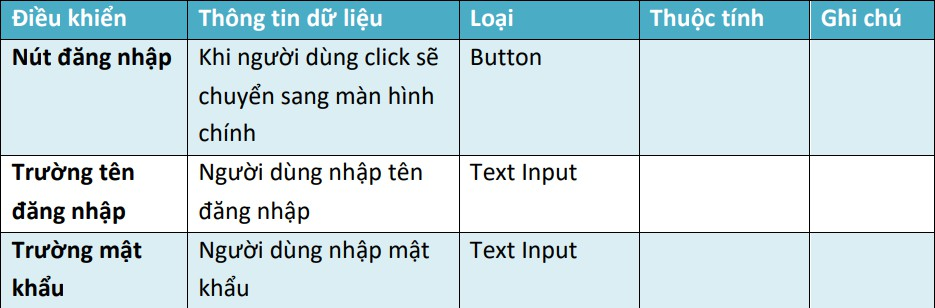 Điều khiển Thông tin dữ liệu Loại Thuộc tính Ghi chú
Nút đăng nhập Khi người dùng click sẽ Button
chuyển sang màn hình
chính
Trường tên Người dùng nhập tên Text Input
đăng nhập đăng nhập
Trường mật Người dùng nhập mật Text Input
khẩu khẩu